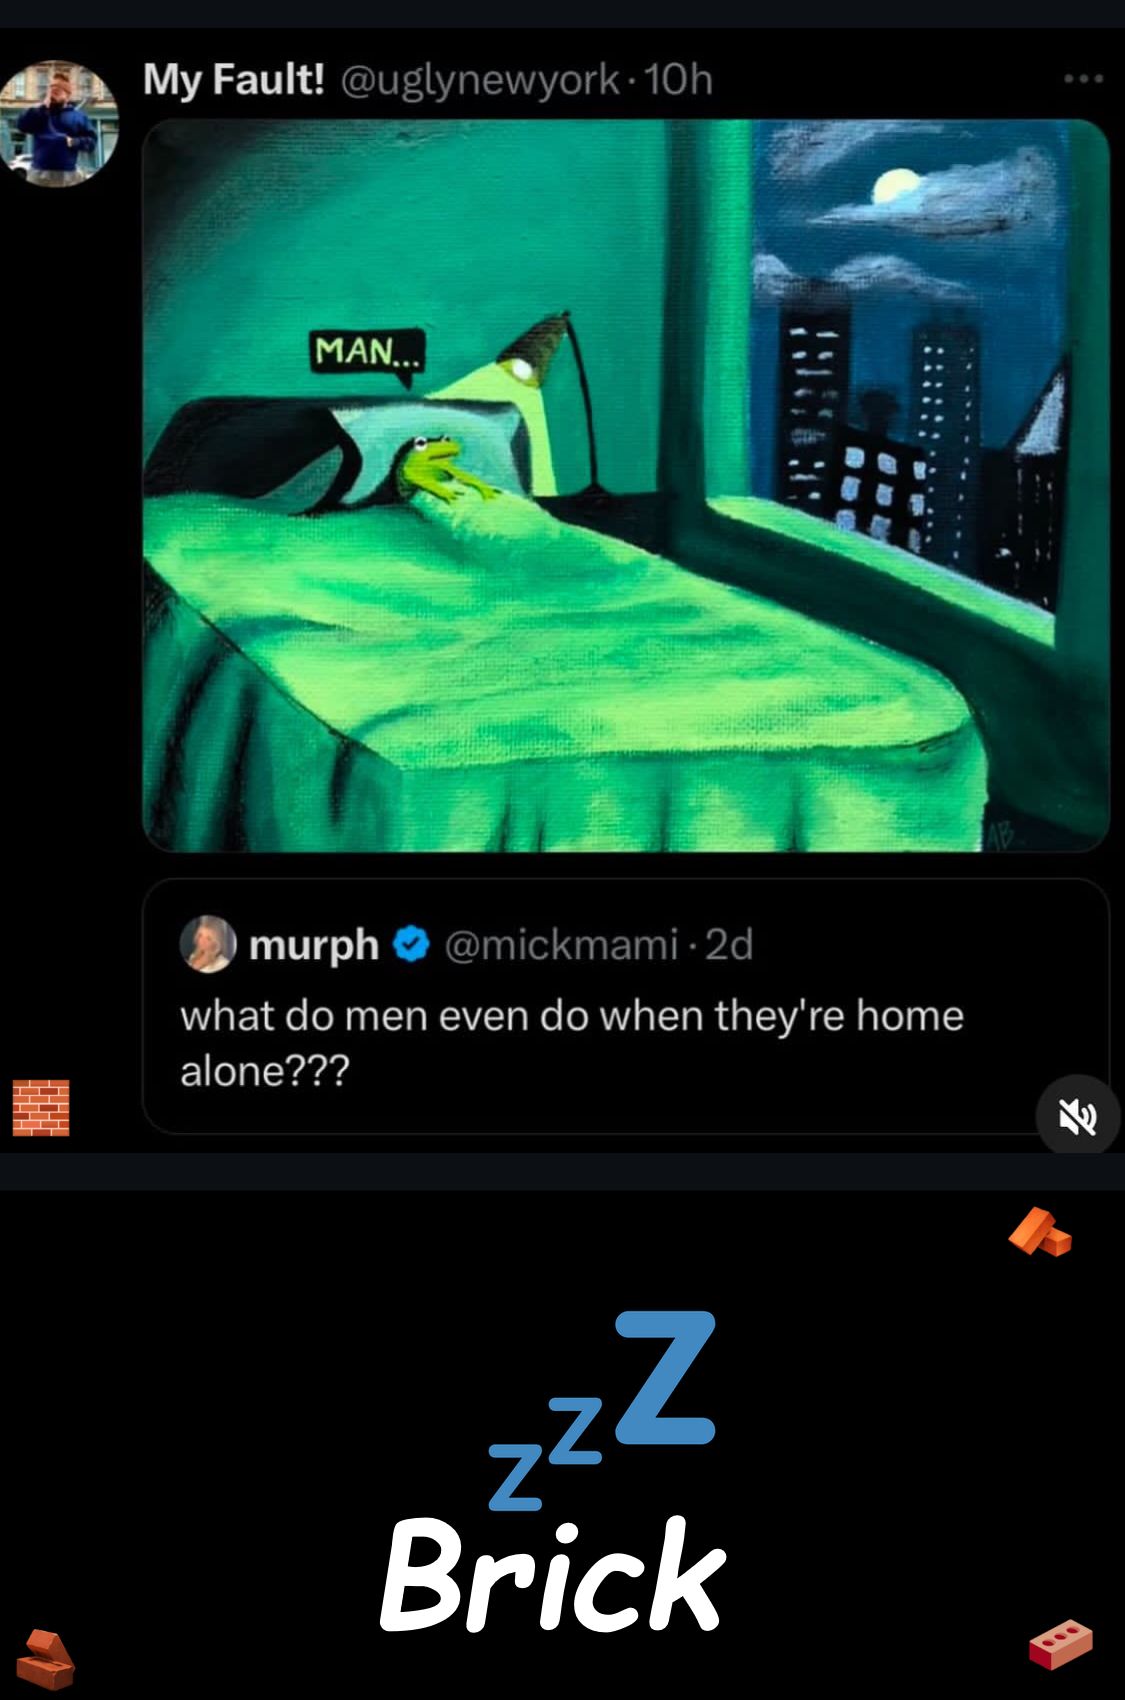 My Fault! @uglynewyork · 10h
MAN...
AB
murph @mickmami · 2d
what do men even do when they're home
alone???
z z Z
Brick